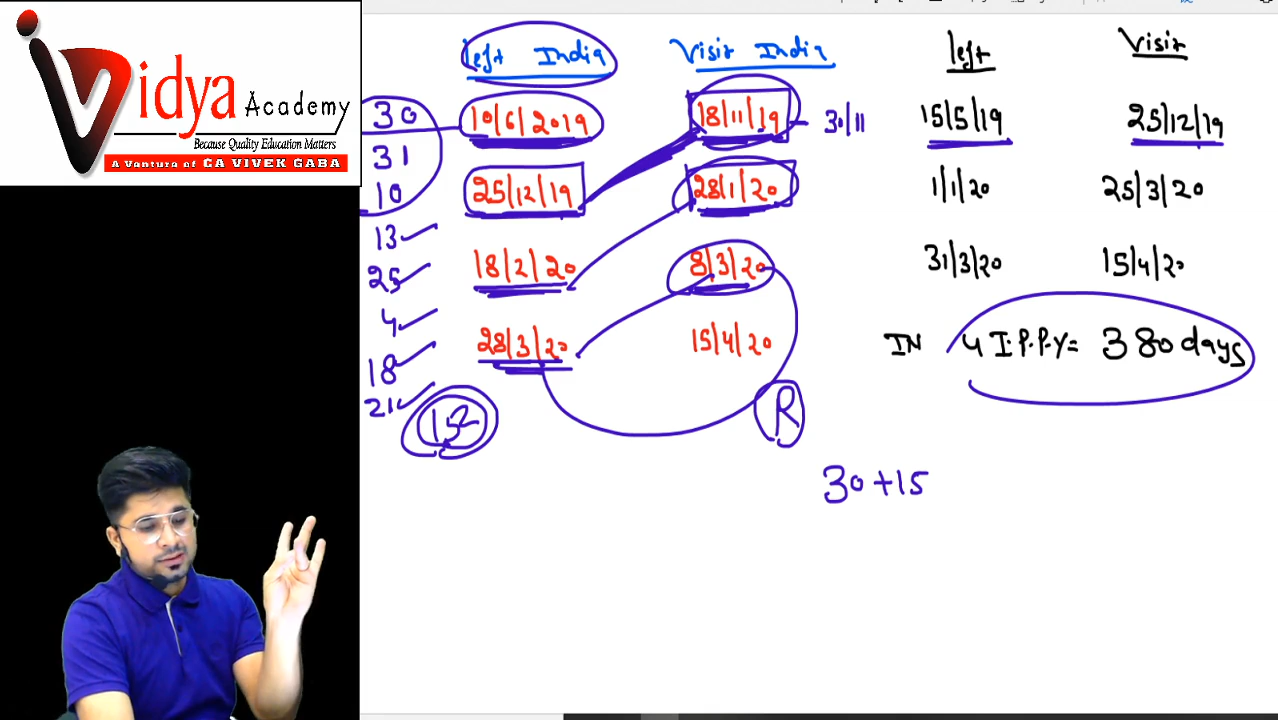 Vidya
Academy
Because Quality Education Matters
A Ventura of CA VIVEK GABA
left India
Visit India
10/6/2019
18/11/19
30/11
25/12/19
28/1/20
18/2/20
8/3/20
28/3/20
15/4/20
30
31
10
13
25
4
18
21
152
R
left
Visit
15/5/19
25/12/19
1/1/20
25/3/20
31/3/20
15/4/20
IN 4 I.P.P.Y = 380 days
30+15